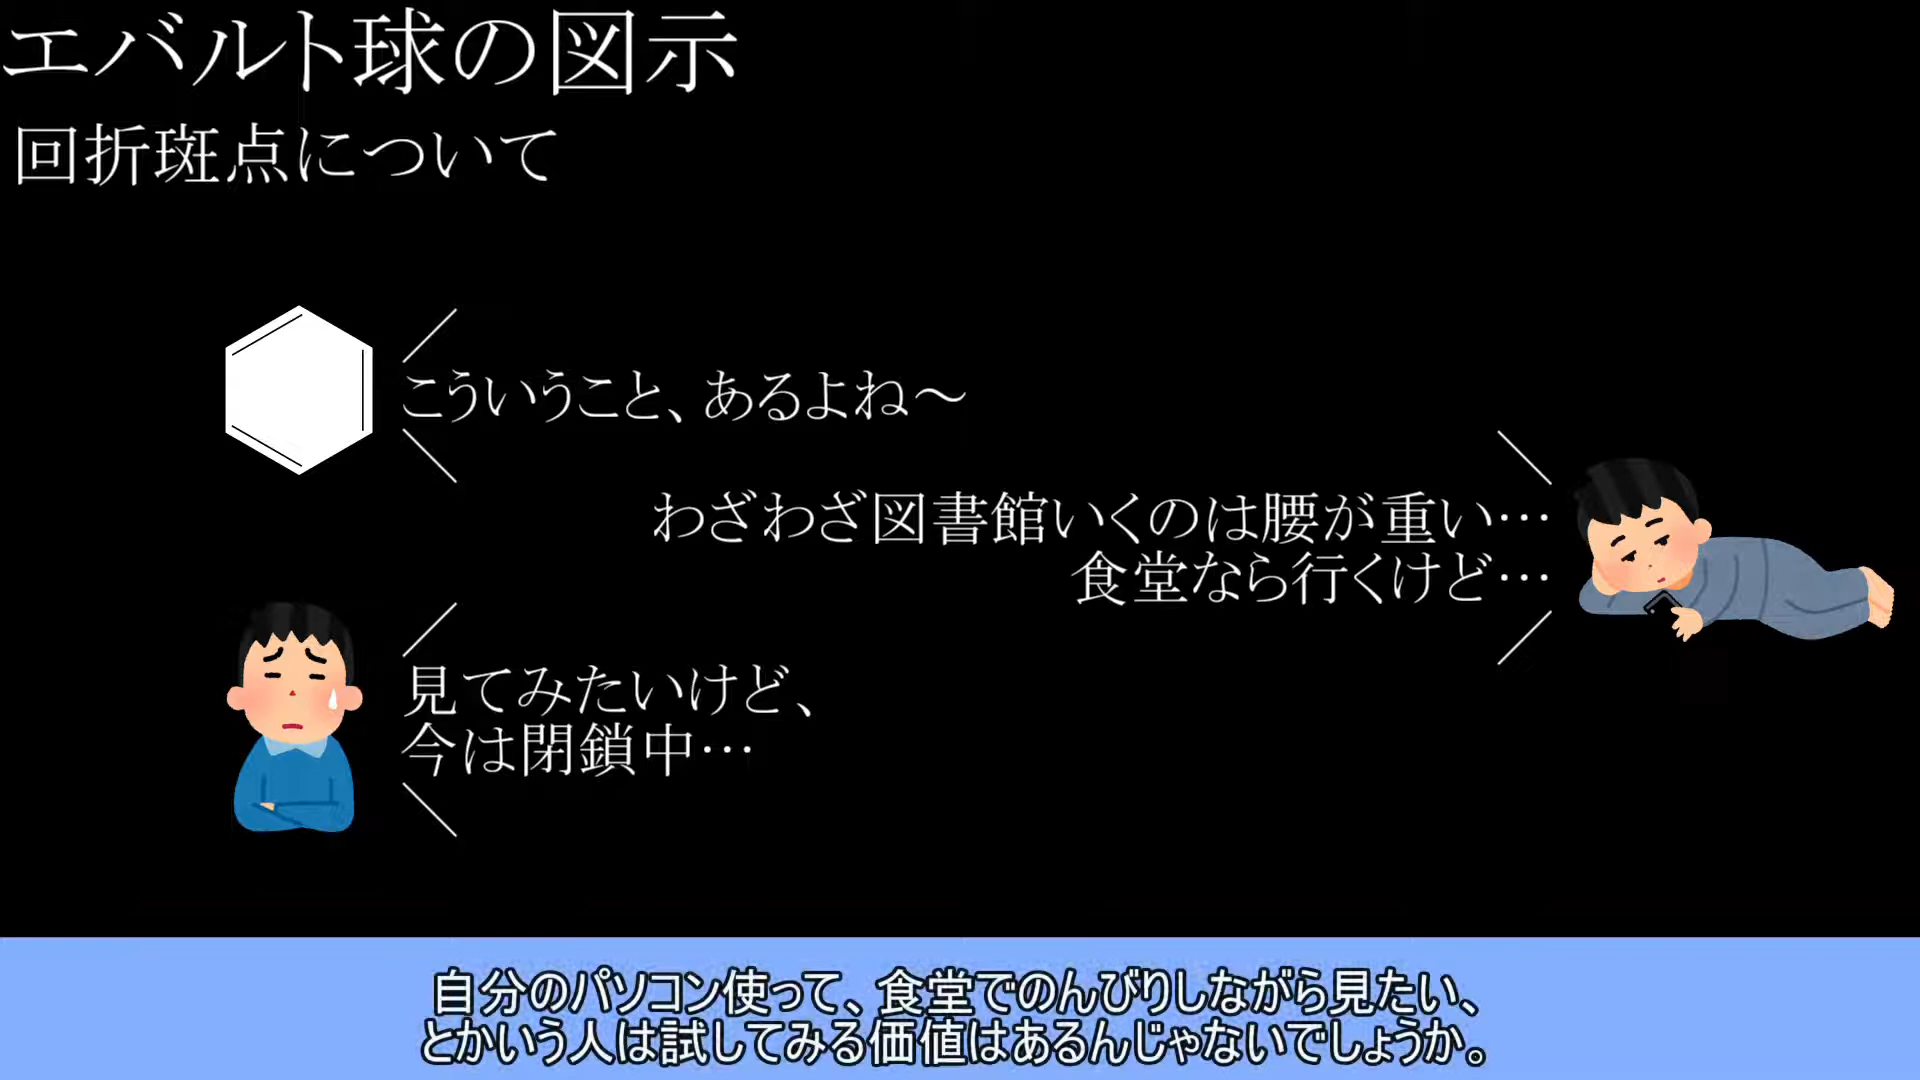 エバルト球の図示
回折斑点について
こういうこと、あるよね～
わざわざ図書館いくのは腰が重い…
食堂なら行くけど…
見てみたいけど、
今は閉鎖中…
自分のパソコン使って、食堂でのんびりしながら見たい、
とかいう人は試してみる価値はあるんじゃないでしょうか。